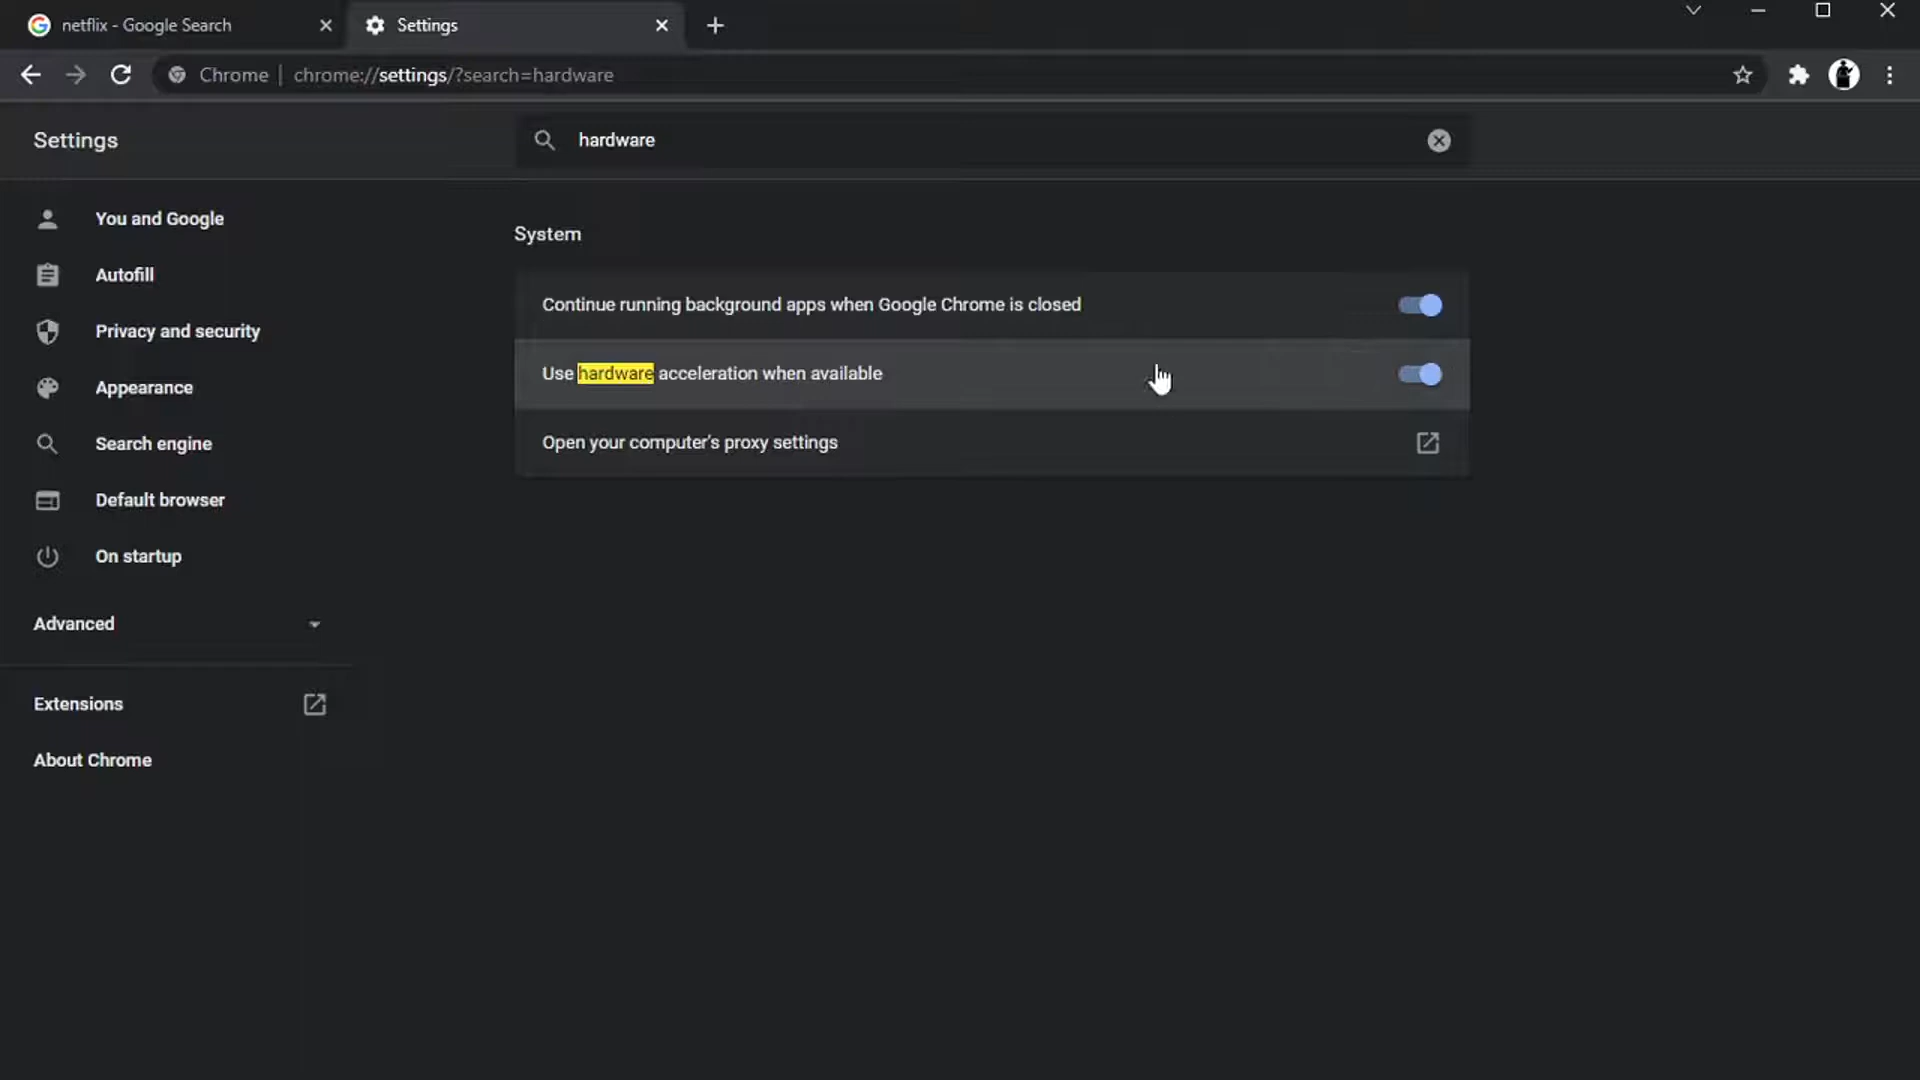 netflix - Google Search
Settings
Chrome | chrome://settings/?search=hardware
Settings
hardware
You and Google
Autofill
Privacy and security
Appearance
Search engine
Default browser
On startup
Advanced
Extensions
About Chrome
System
Continue running background apps when Google Chrome is closed
Use hardware acceleration when available
Open your computer's proxy settings